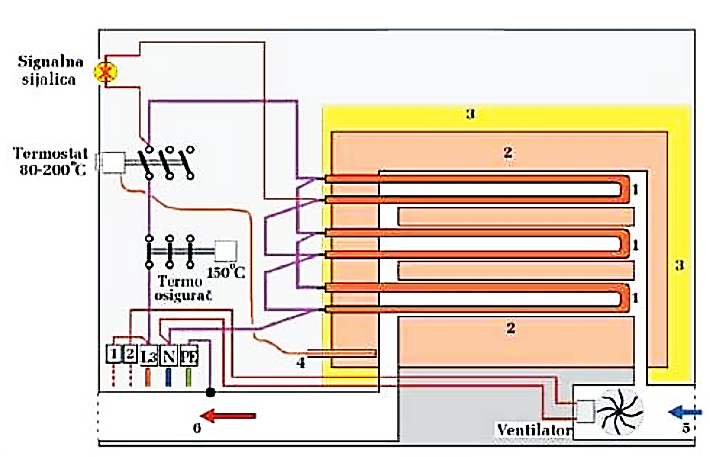 Signalna
sijalica
3
2
Termostat
80-200°C
1
1
3
150°C
Termo
osigurač
1
2
1 2 L3 N PE
4
6
Ventilator
5